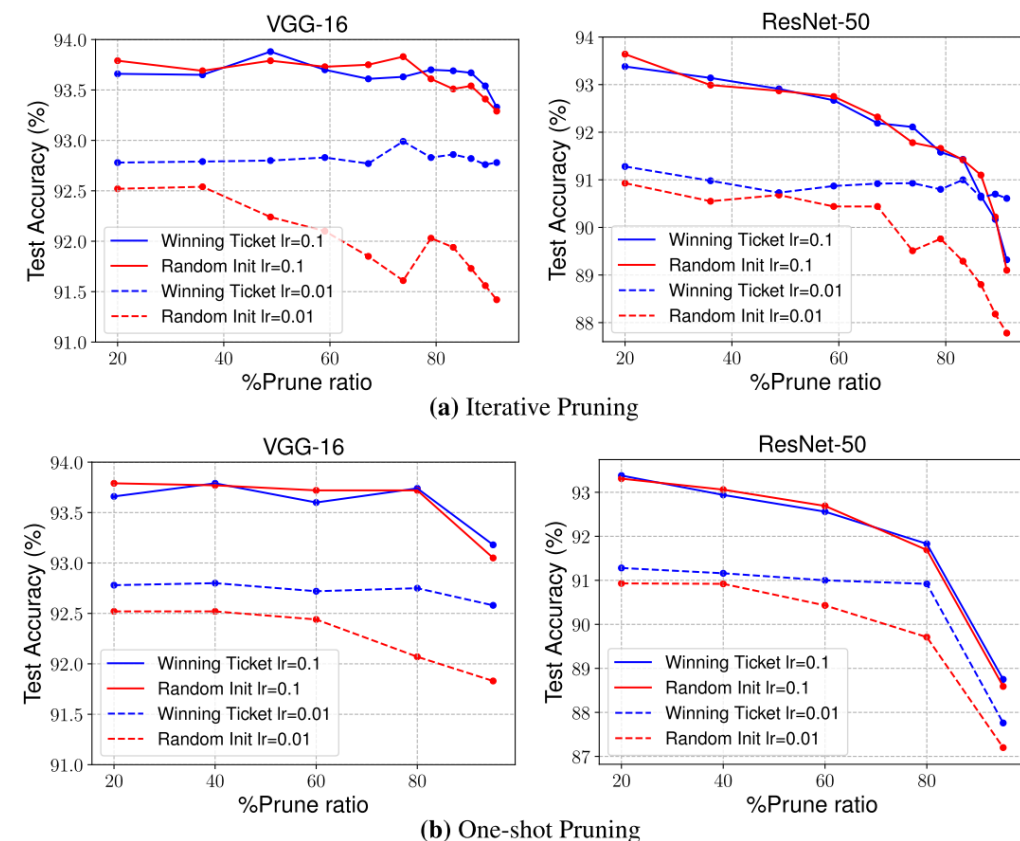 VGG-16
ResNet-50
Test Accuracy (%)
94.0
93.5
93.0
92.5
92.0
91.5
91.0
20
40
60
80
%Prune ratio
Winning Ticket lr=0.1
Random Init lr=0.1
Winning Ticket lr=0.01
Random Init lr=0.01
Test Accuracy (%)
94
93
92
91
90
89
88
20
40
60
80
%Prune ratio
Winning Ticket lr=0.1
Random Init lr=0.1
Winning Ticket lr=0.01
Random Init lr=0.01
(a) Iterative Pruning
VGG-16
ResNet-50
Test Accuracy (%)
94.0
93.5
93.0
92.5
92.0
91.5
91.0
20
40
60
80
%Prune ratio
Winning Ticket lr=0.1
Random Init lr=0.1
Winning Ticket lr=0.01
Random Init lr=0.01
Test Accuracy (%)
93
92
91
90
89
88
87
20
40
60
80
%Prune ratio
Winning Ticket lr=0.1
Random Init lr=0.1
Winning Ticket lr=0.01
Random Init lr=0.01
(b) One-shot Pruning